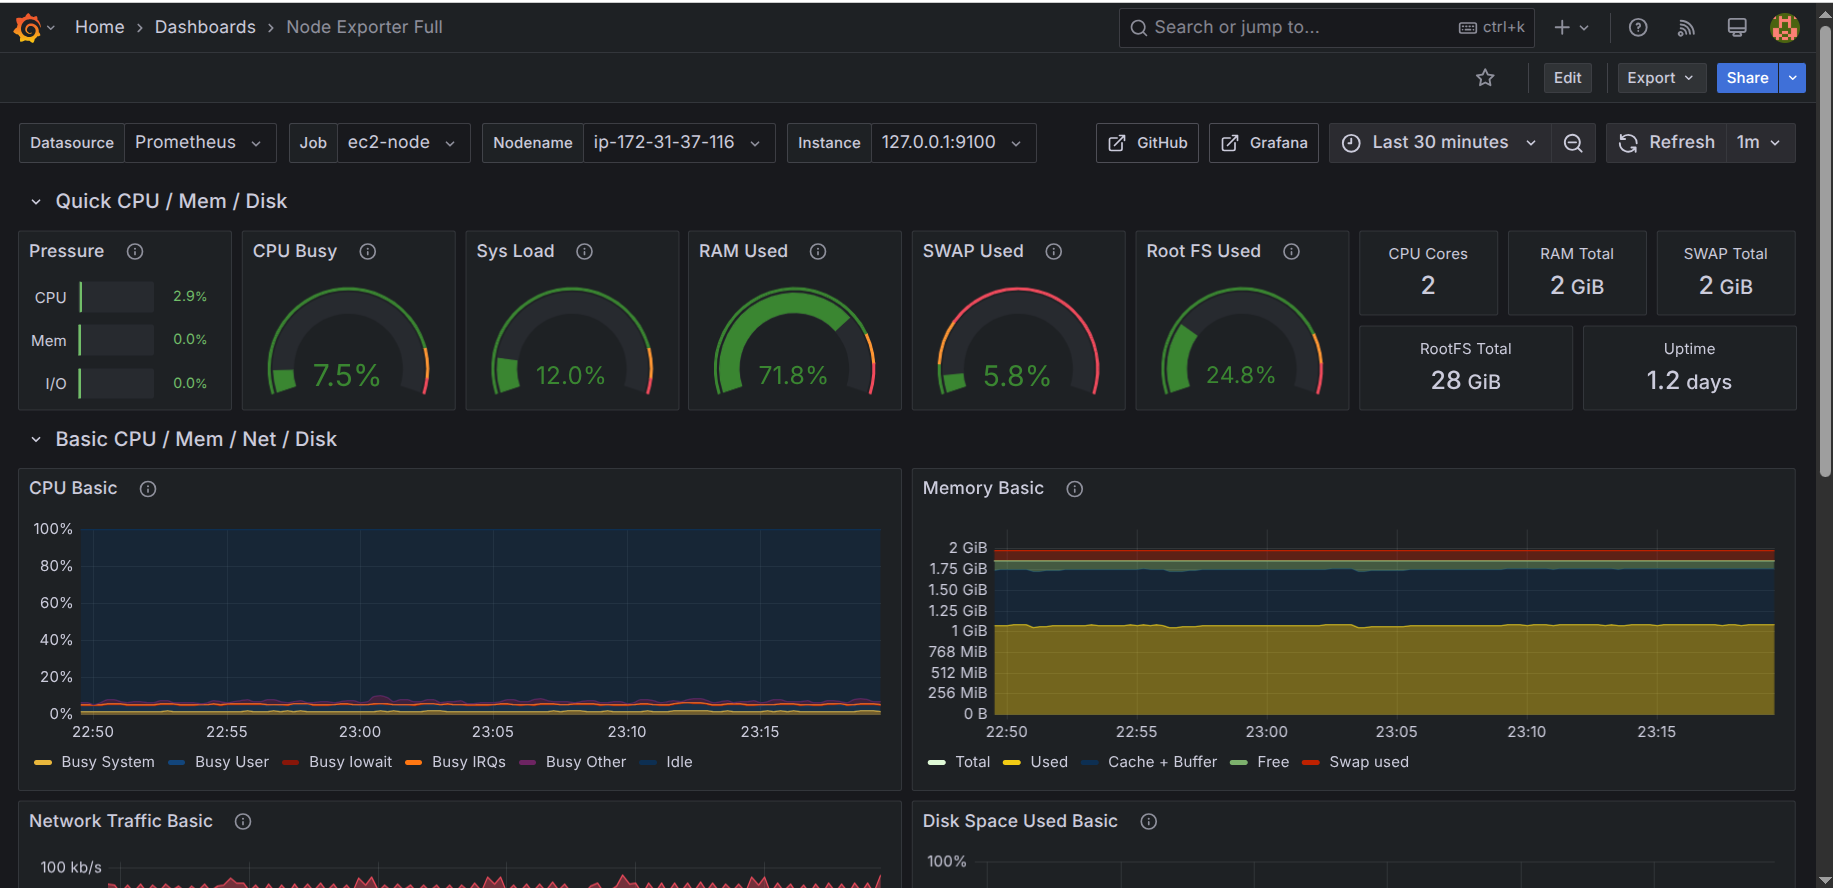 Home › Dashboards › Node Exporter Full
Search or jump to... ctrl+k
Edit Export Share
Datasource Prometheus Job ec2-node Nodename ip-172-31-37-116 Instance 127.0.0.1:9100 GitHub Grafana Last 30 minutes Refresh 1m
Quick CPU / Mem / Disk
Pressure
CPU 2.9%
Mem 0.0%
I/O 0.0%
CPU Busy
7.5%
Sys Load
12.0%
RAM Used
71.8%
SWAP Used
5.8%
Root FS Used
24.8%
CPU Cores
2
RAM Total
2 GiB
SWAP Total
2 GiB
RootFS Total
28 GiB
Uptime
1.2 days
Basic CPU / Mem / Net / Disk
CPU Basic
100%
80%
60%
40%
20%
0%
22:50 22:55 23:00 23:05 23:10 23:15
Busy System Busy User Busy Iowait Busy IRQs Busy Other Idle
Memory Basic
2 GiB
1.75 GiB
1.50 GiB
1.25 GiB
1 GiB
768 MiB
512 MiB
256 MiB
0 B
22:50 22:55 23:00 23:05 23:10 23:15
Total Used Cache + Buffer Free Swap used
Network Traffic Basic
100 kb/s
Disk Space Used Basic
100%